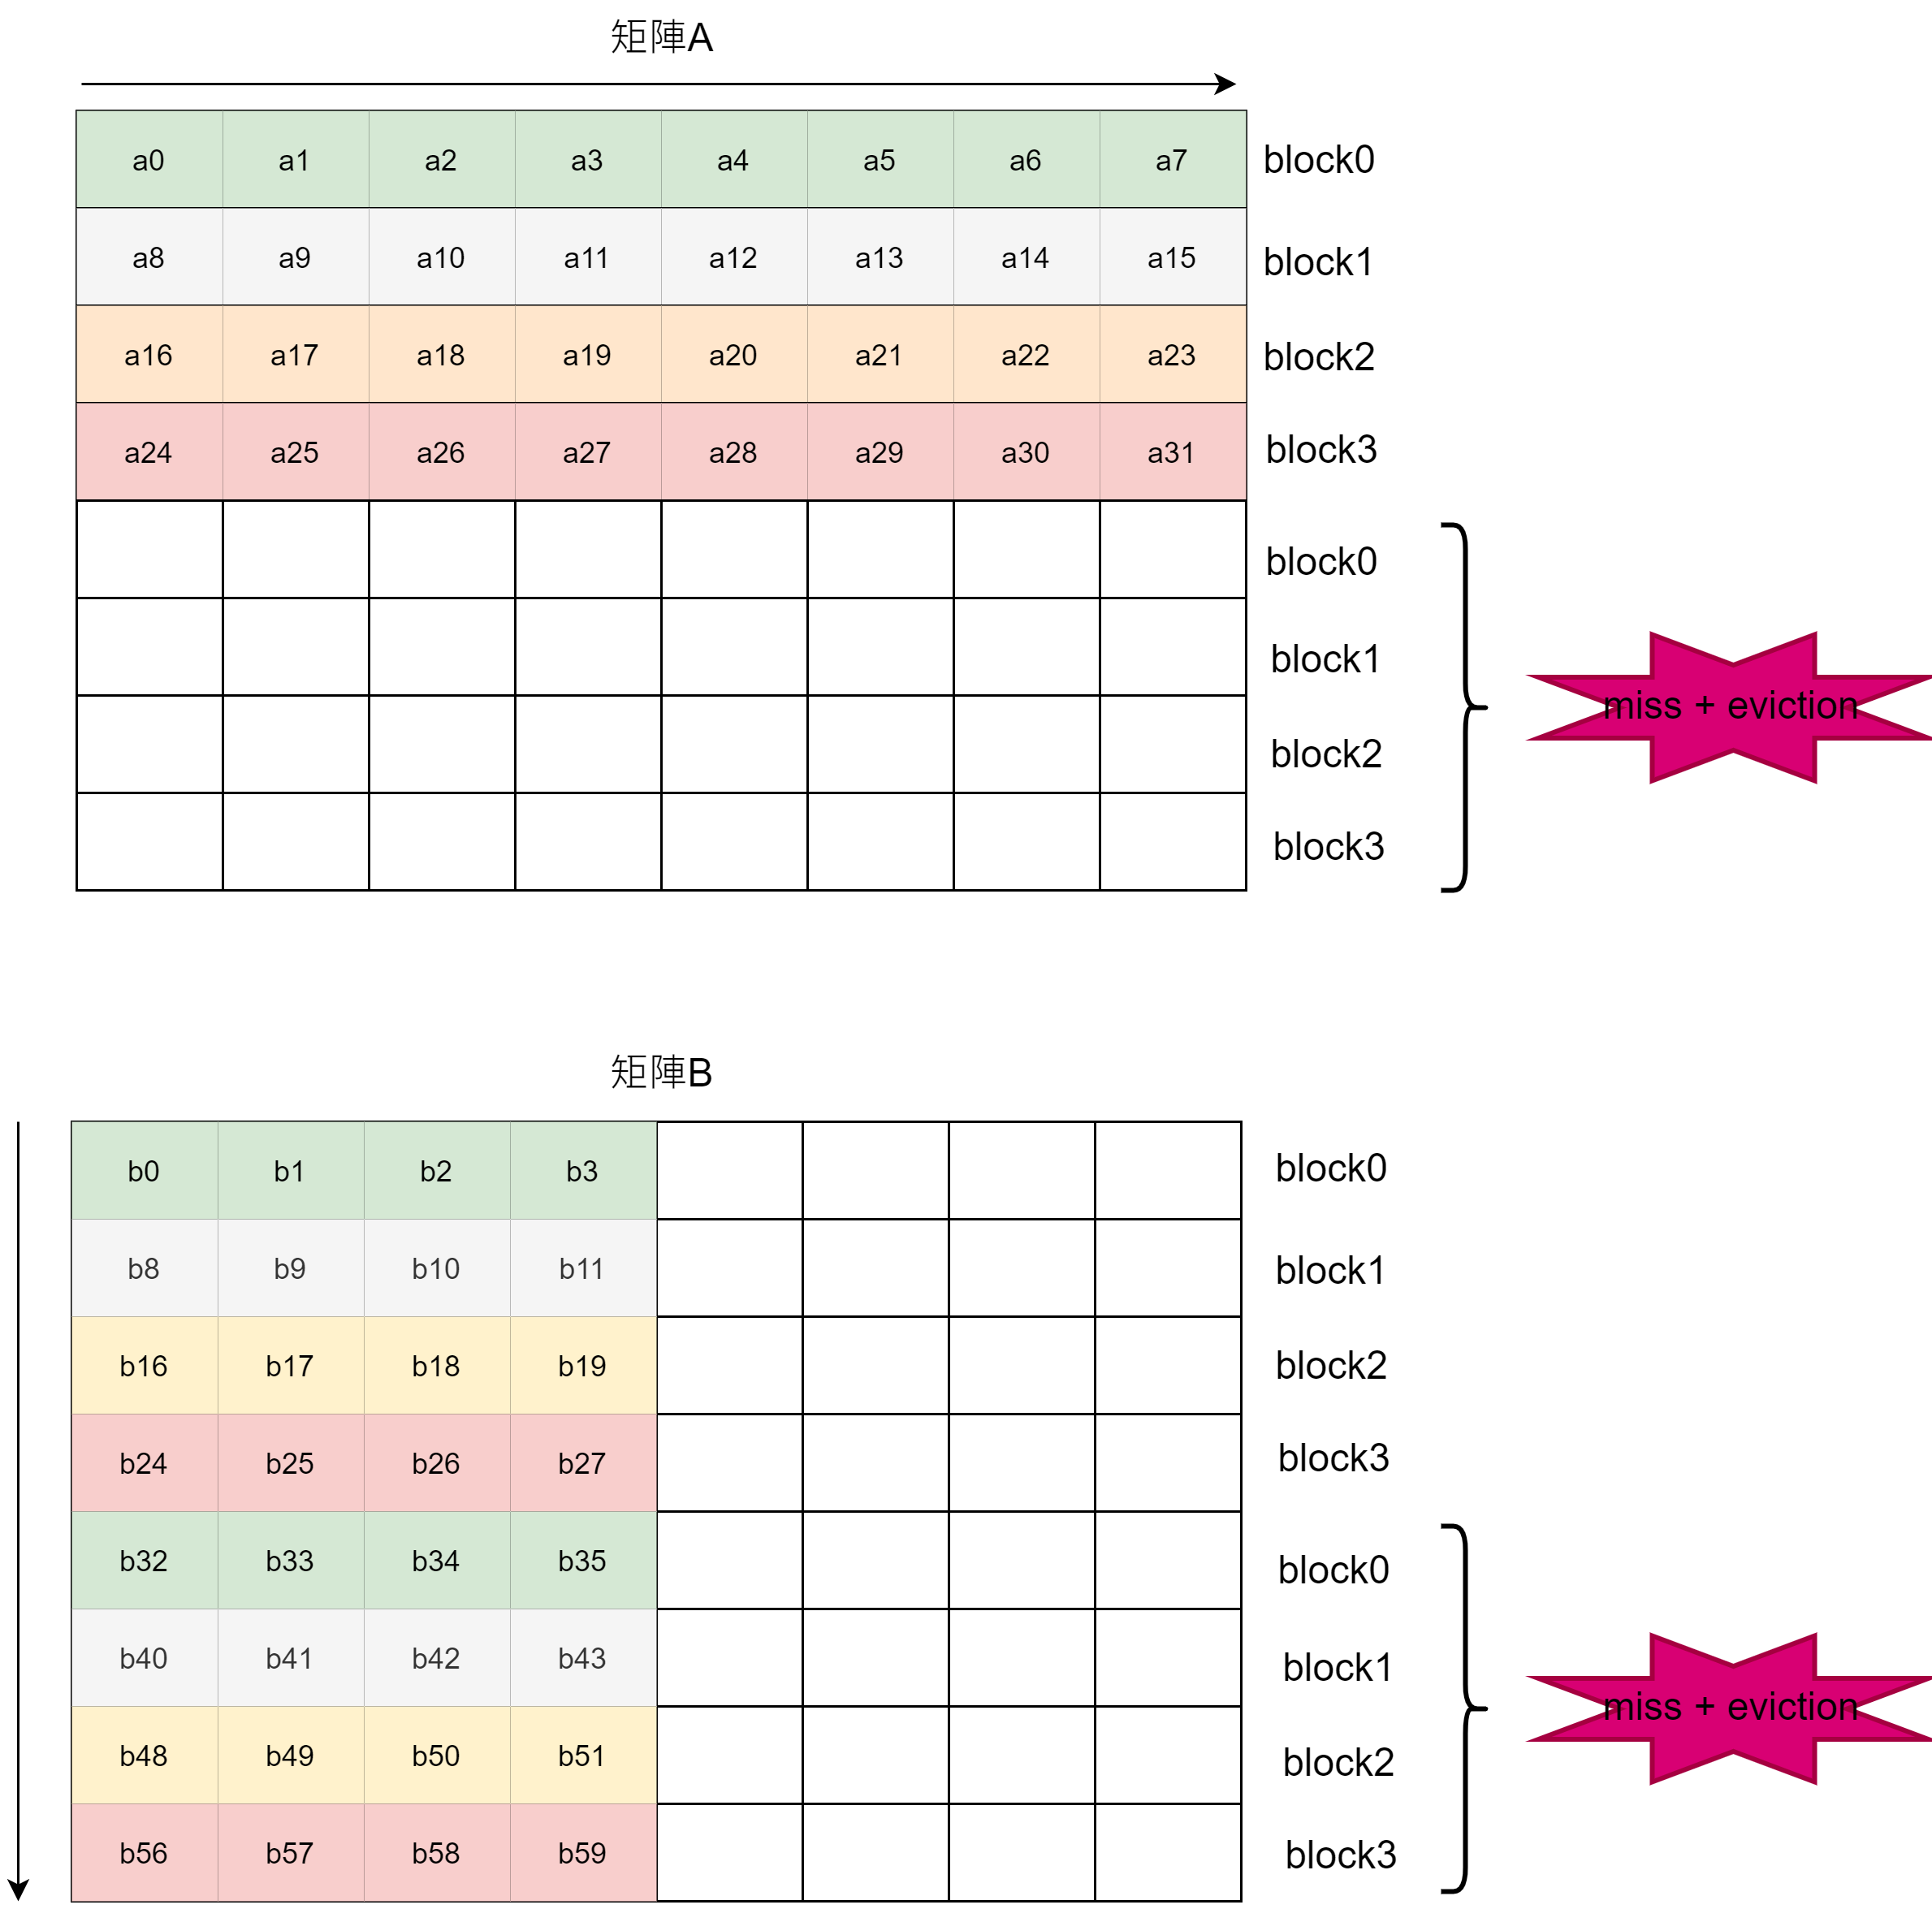 矩陣A
a0 a1 a2 a3 a4 a5 a6 a7 block0
a8 a9 a10 a11 a12 a13 a14 a15 block1
a16 a17 a18 a19 a20 a21 a22 a23 block2
a24 a25 a26 a27 a28 a29 a30 a31 block3
block0
block1
miss + eviction
block2
block3
矩陣B
b0 b1 b2 b3 block0
b8 b9 b10 b11 block1
b16 b17 b18 b19 block2
b24 b25 b26 b27 block3
b32 b33 b34 b35 block0
b40 b41 b42 b43 block1
miss + eviction
b48 b49 b50 b51 block2
b56 b57 b58 b59 block3